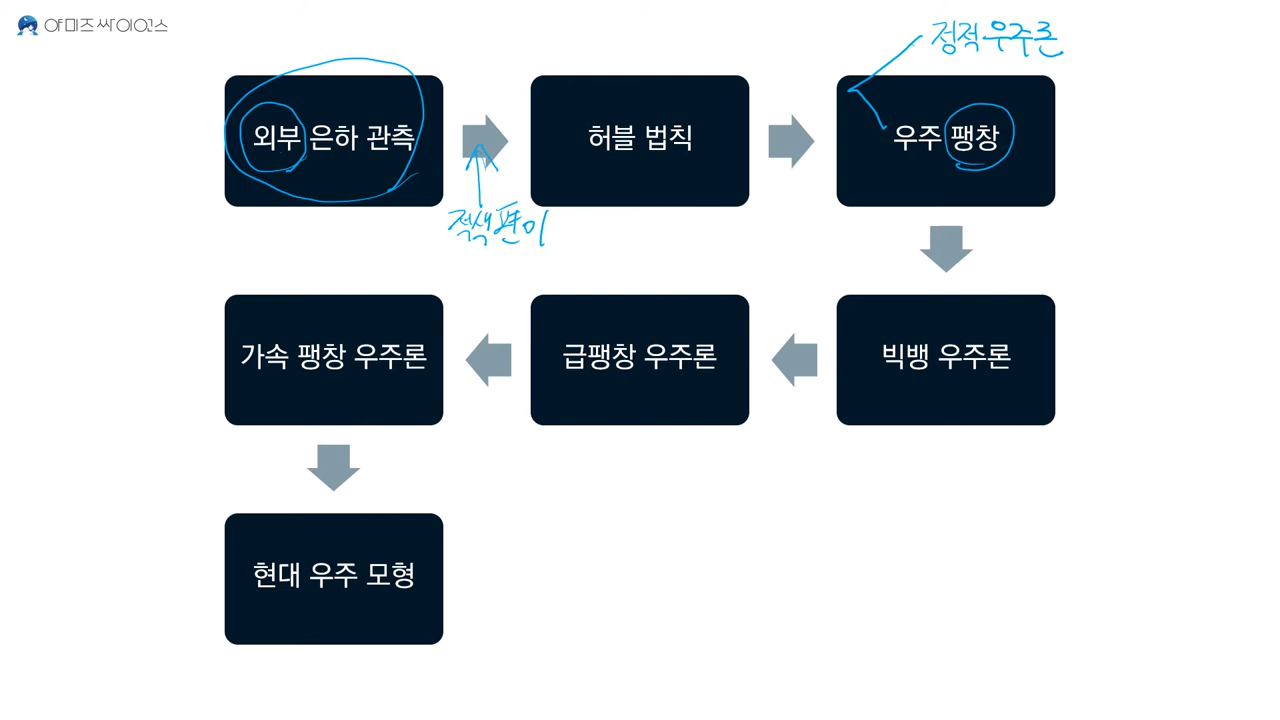 야미즈 싸이언스
정적우주론
외부 은하 관측
허블 법칙
우주 팽창
적색편이
가속 팽창 우주론
급팽창 우주론
빅뱅 우주론
현대 우주 모형